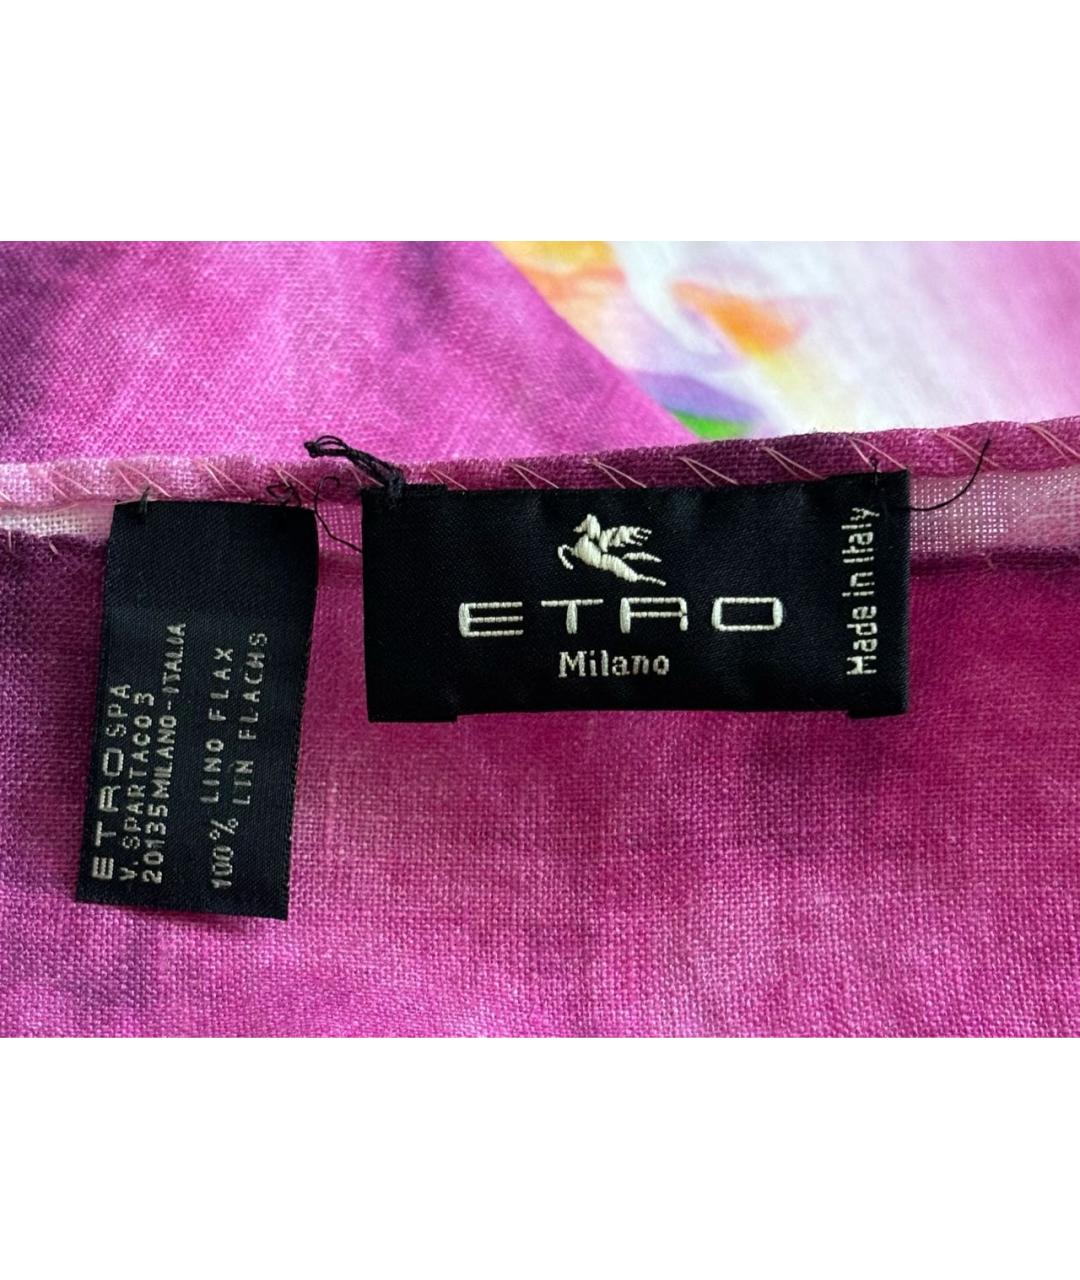 ETRO SPA
V. SPARTACO 3
20135 MILANO - ITALIA
100% LINO FLAX
LIN FLACHS
ETRO
Milano
Made in Italy